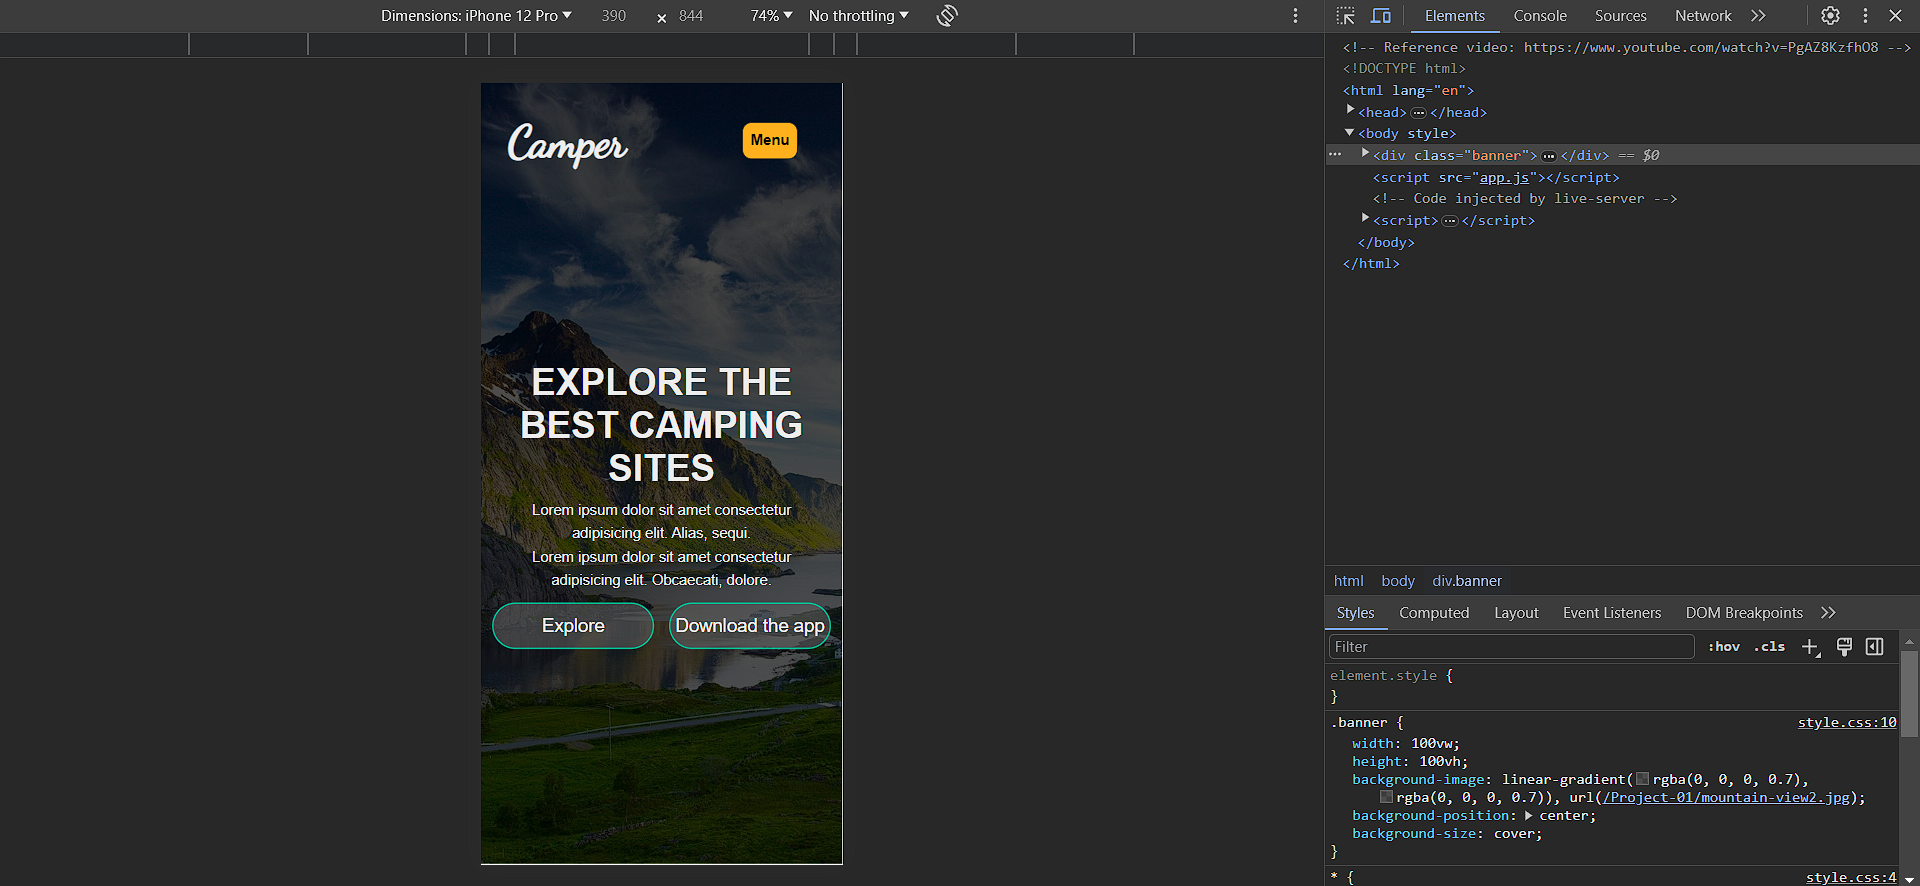 Dimensions: iPhone 12 Pro 390 × 844 74% No throttling
Elements Console Sources Network
<!-- Reference video: https://www.youtube.com/watch?v=PgAZ8KzfhO8 -->
<!DOCTYPE html>
<html lang="en">
<head> ⋯ </head>
<body style>
<div class="banner"> ⋯ </div> == $0
<script src="app.js"></script>
<!-- Code injected by live-server -->
<script> ⋯ </script>
</body>
</html>
Camper
Menu
EXPLORE THE
BEST CAMPING
SITES
Lorem ipsum dolor sit amet consectetur
adipisicing elit. Alias, sequi.
Lorem ipsum dolor sit amet consectetur
adipisicing elit. Obcaecati, dolore.
Explore
Download the app
html body div.banner
Styles Computed Layout Event Listeners DOM Breakpoints
Filter :hov .cls
element.style {
}
.banner { style.css:10
width: 100vw;
height: 100vh;
background-image: linear-gradient(rgba(0, 0, 0, 0.7),
rgba(0, 0, 0, 0.7)), url(/Project-01/mountain-view2.jpg);
background-position: center;
background-size: cover;
}
* { style.css:4